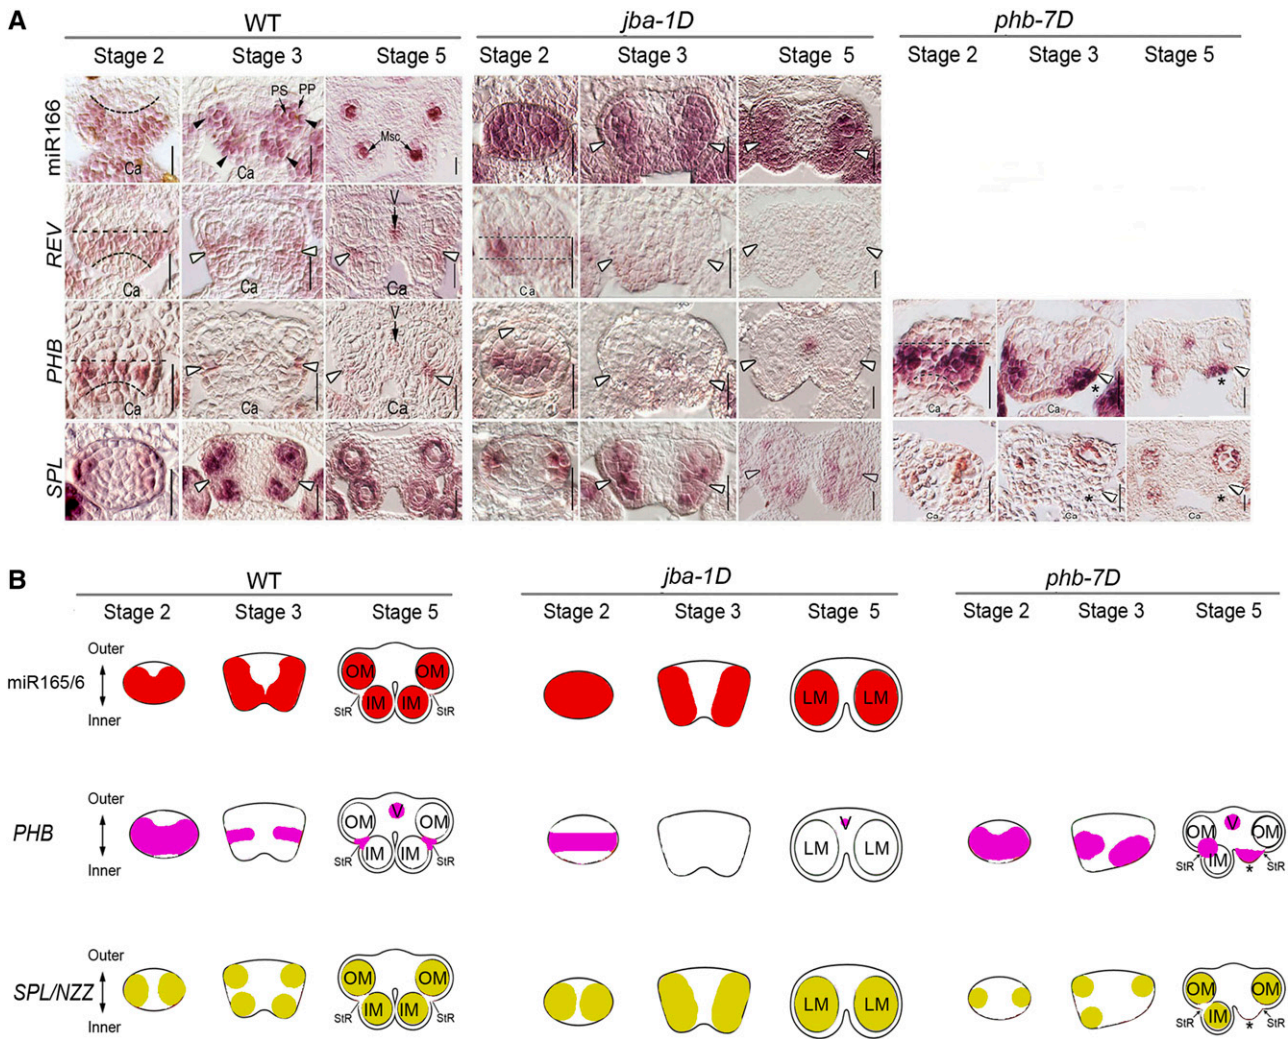 A
WT
jba-1D
phb-7D
Stage 2 Stage 3 Stage 5
Stage 2 Stage 3 Stage 5
Stage 2 Stage 3 Stage 5
miR166
Ca
PS PP
Ca
Msc
REV
Ca
Ca
V
Ca
Ca
PHB
Ca
Ca
V
Ca
Ca
Ca
*
*
SPL
Ca
Ca
*
Ca
*
B
WT
jba-1D
phb-7D
Stage 2 Stage 3 Stage 5
Stage 2 Stage 3 Stage 5
Stage 2 Stage 3 Stage 5
miR165/6
Outer
Inner
OM OM
IM IM
StR StR
LM LM
PHB
Outer
Inner
V
OM OM
IM IM
StR StR
V
LM LM
V
OM OM
IM
StR StR
*
SPL/NZZ
Outer
Inner
OM OM
IM IM
StR StR
LM LM
OM OM
IM
StR StR
*